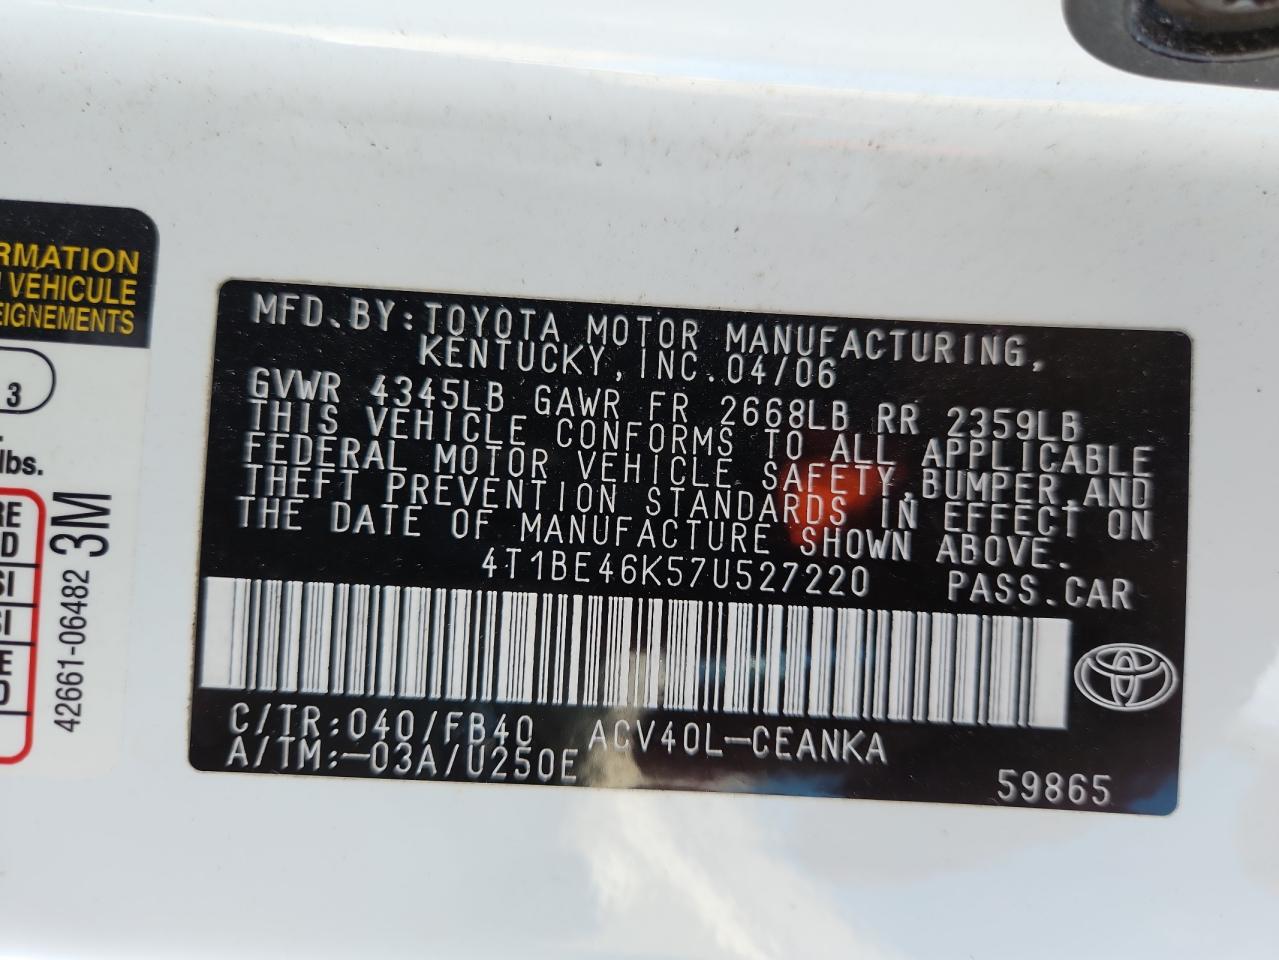 RMATION
VÉHICULE
EIGNEMENTS
3
lbs.
RE
D
SI
SI
E
O
42661-06482 3M
MFD.BY:TOYOTA MOTOR MANUFACTURING,
KENTUCKY,INC.04/06
GVWR 4345LB GAWR FR 2668LB RR 2359LB
THIS VEHICLE CONFORMS TO ALL APPLICABLE
FEDERAL MOTOR VEHICLE SAFETY,BUMPER,AND
THEFT PREVENTION STANDARDS IN EFFECT ON
THE DATE OF MANUFACTURE SHOWN ABOVE.
4T1BE46K57U527220 PASS.CAR
C/TR:040/FB40 ACV40L-CEANKA
A/TM:-03A/U250E
59865